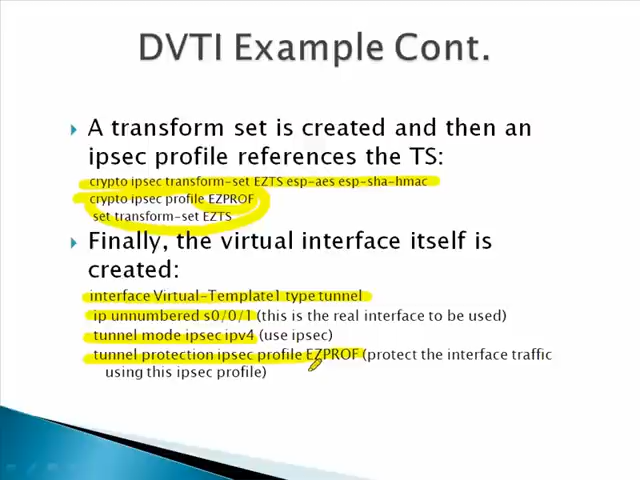 DVTI Example Cont.
A transform set is created and then an
ipsec profile references the TS:
crypto ipsec transform-set EZTS esp-aes esp-sha-hmac
crypto ipsec profile EZPROF
set transform-set EZTS
Finally, the virtual interface itself is
created:
interface Virtual-Template1 type tunnel
ip unnumbered s0/0/1 (this is the real interface to be used)
tunnel mode ipsec ipv4 (use ipsec)
tunnel protection ipsec profile EZPROF (protect the interface traffic
using this ipsec profile)